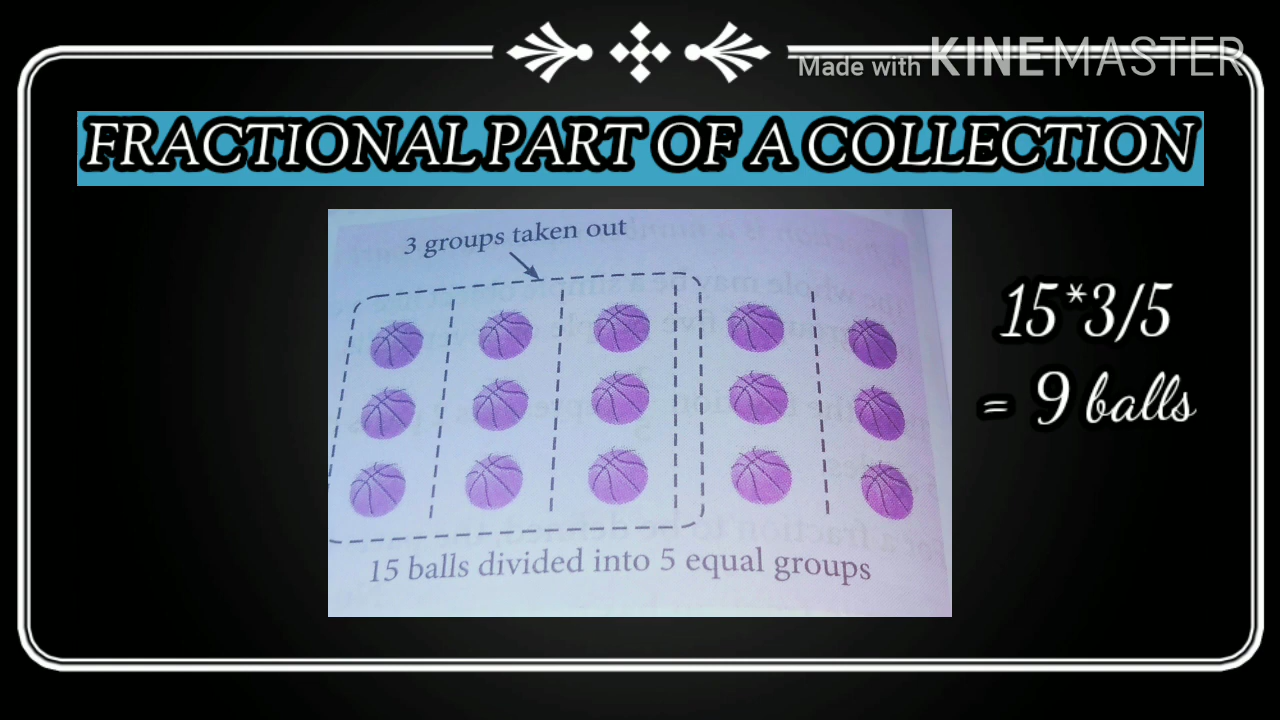 Made with KINEMASTER
FRACTIONAL PART OF A COLLECTION
3 groups taken out
15*3/5
= 9 balls
15 balls divided into 5 equal groups